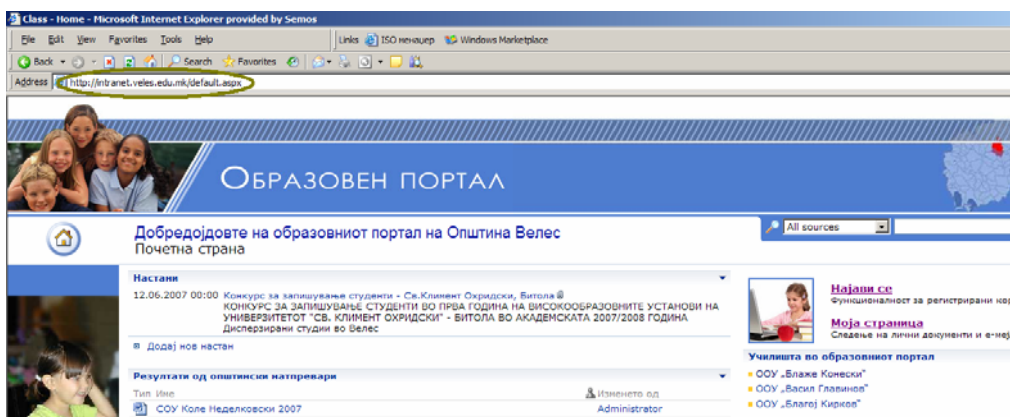 Class - Home - Microsoft Internet Explorer provided by Semos
File Edit View Favorites Tools Help
Links ISO менаџер Windows Marketplace
Back Search Favorites
Address http://intranet.veles.edu.mk/default.aspx
ОБРАЗОВЕН ПОРТАЛ
Добредојдовте на образовниот портал на Општина Велес
Почетна страна
All sources
Настани
12.06.2007 00:00 Конкурс за запишување студенти - Св.Климент Охридски, Битола
КОНКУРС ЗА ЗАПИШУВАЊЕ СТУДЕНТИ ВО ПРВА ГОДИНА НА ВИСОКООБРАЗОВНИТЕ УСТАНОВИ НА
УНИВЕРЗИТЕТОТ "СВ. КЛИМЕНТ ОХРИДСКИ" - БИТОЛА ВО АКАДЕМСКАТА 2007/2008 ГОДИНА
Дисперзирани студии во Велес
Додај нов настан
Резултати од општински натпревари
Тип Име Изменето од
СОУ Коле Неделковски 2007 Administrator
Најави се
Функционалност за регистрирани кор
Моја страница
Следење на лични документи и е-меј
Училишта во образовниот портал
ООУ „Блаже Конески"
ООУ „Васил Главинов"
ООУ „Благој Кирков"